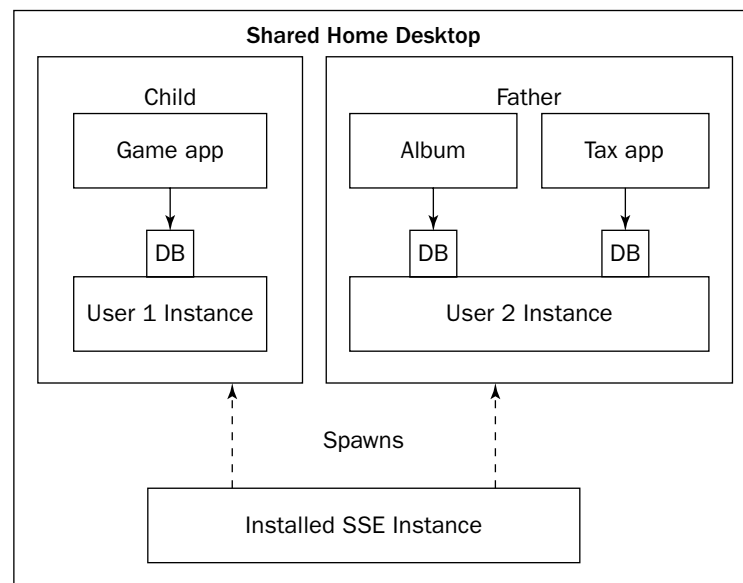 Shared Home Desktop
Child
Father
Game app
Album
Tax app
DB
DB
DB
User 1 Instance
User 2 Instance
Spawns
Installed SSE Instance